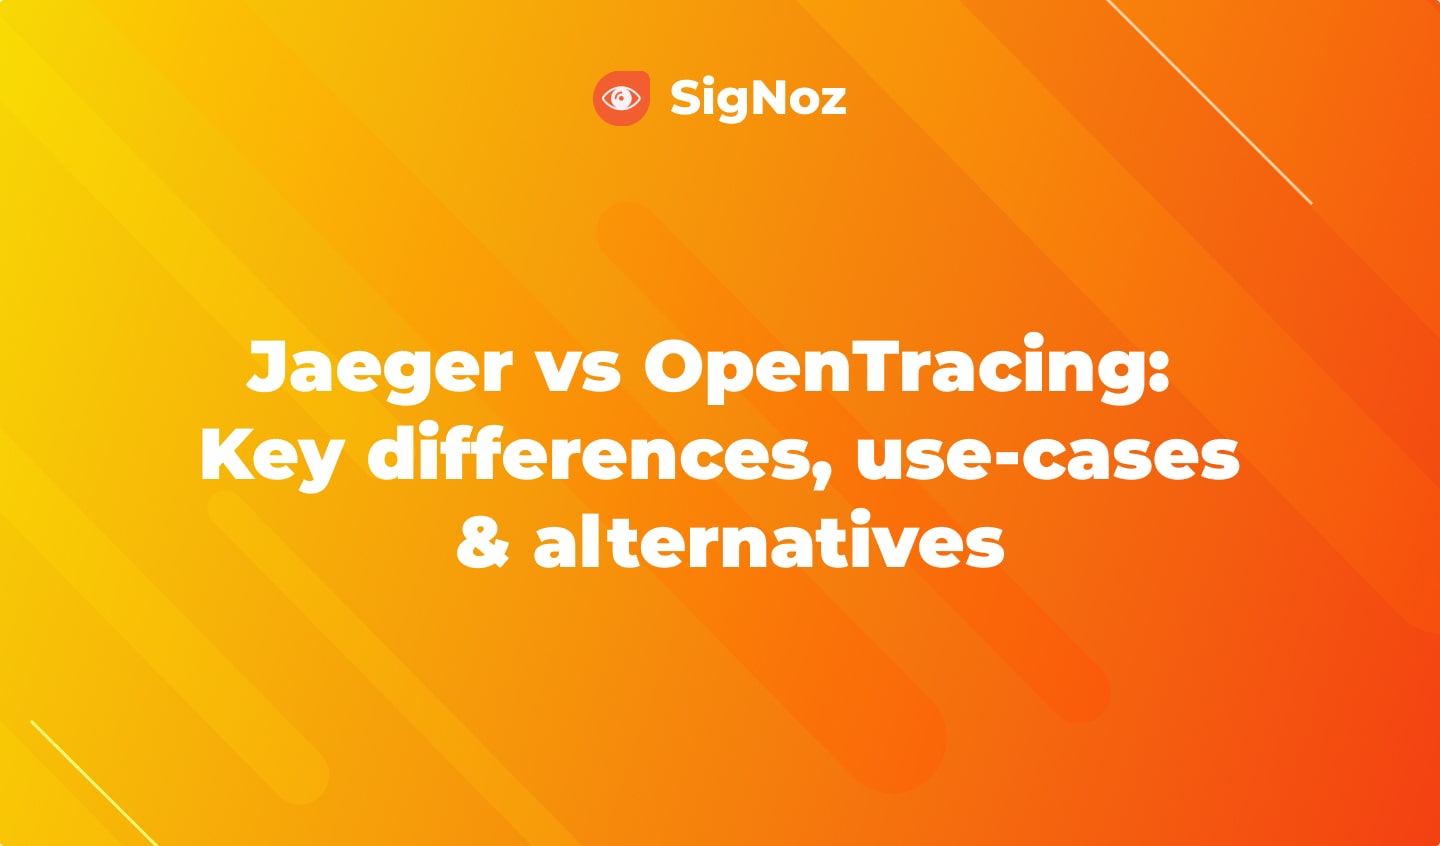 SigNoz
Jaeger vs OpenTracing:
Key differences, use-cases
& alternatives